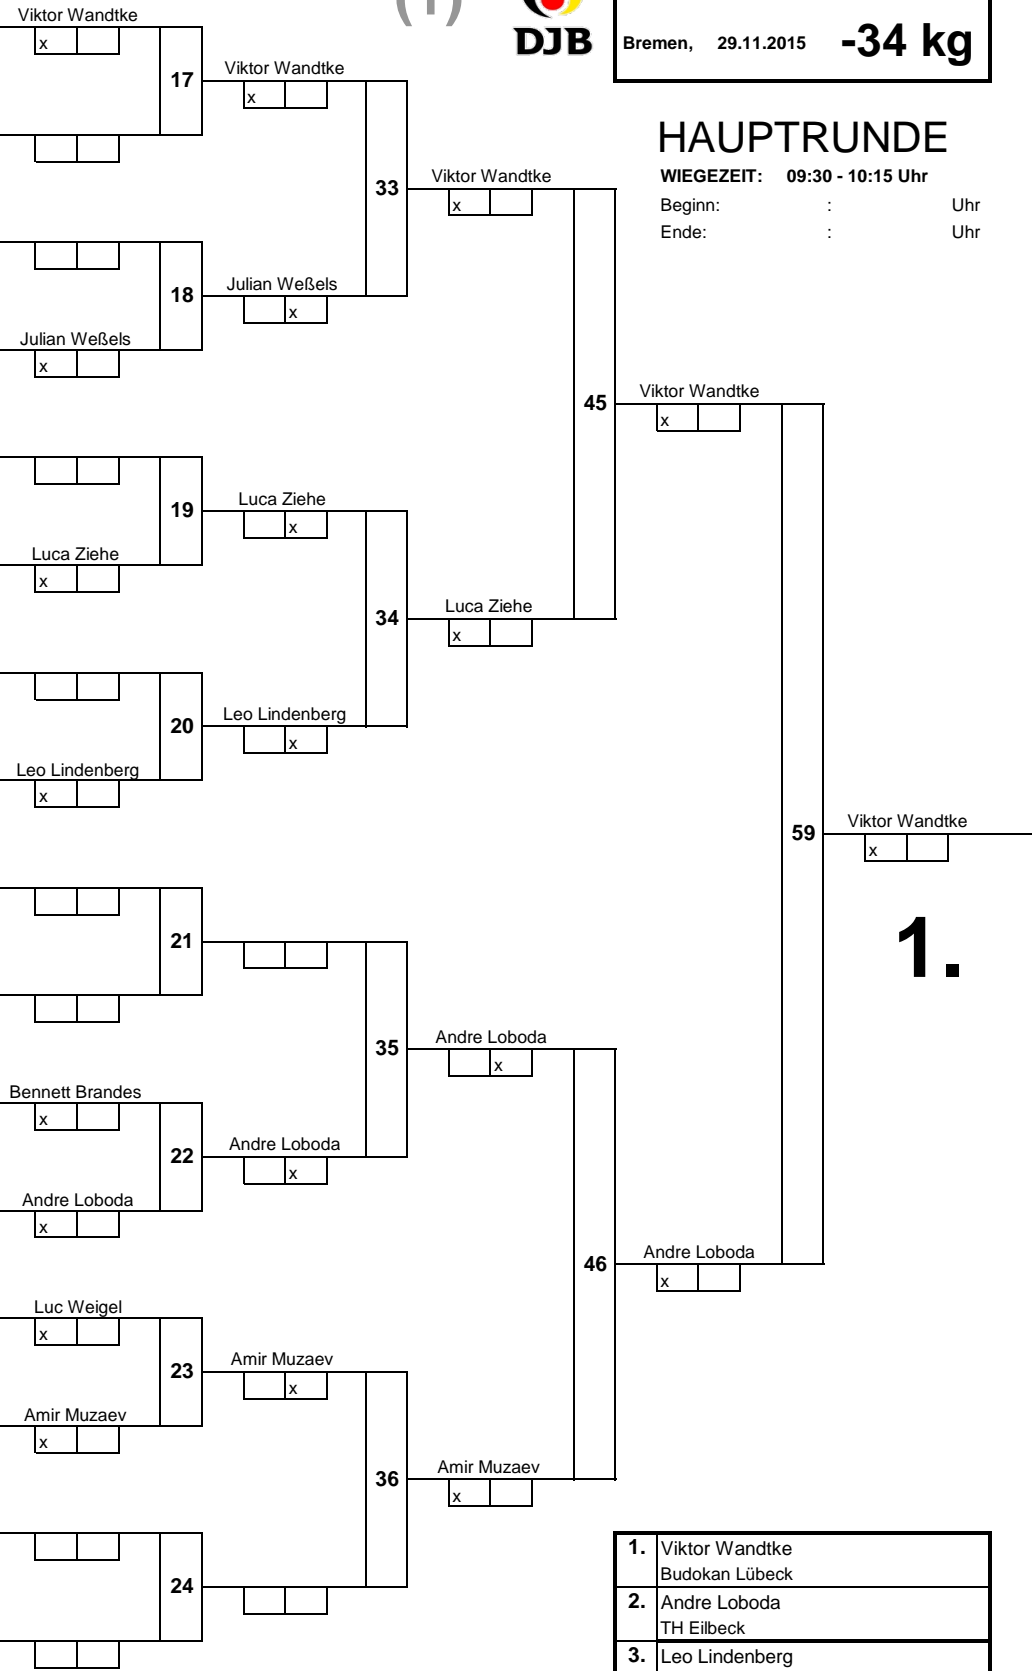 (1)
DJB
Bremen, 29.11.2015 -34 kg
HAUPTRUNDE
WIEGEZEIT: 09:30 - 10:15 Uhr
Beginn: : Uhr
Ende: : Uhr
Viktor Wandtke
x
17
18
Julian Weßels
x
19
Luca Ziehe
x
20
Leo Lindenberg
x
21
Bennett Brandes
x
22
Andre Loboda
x
Luc Weigel
x
23
Amir Muzaev
x
24
Viktor Wandtke
x
33
Julian Weßels
x
Luca Ziehe
x
34
Leo Lindenberg
x
35
Andre Loboda
x
Amir Muzaev
x
36
Viktor Wandtke
x
45
Luca Ziehe
x
Andre Loboda
x
46
Amir Muzaev
x
Viktor Wandtke
x
59
Andre Loboda
x
Viktor Wandtke
x
1.
1. Viktor Wandtke
Budokan Lübeck
2. Andre Loboda
TH Eilbeck
3. Leo Lindenberg